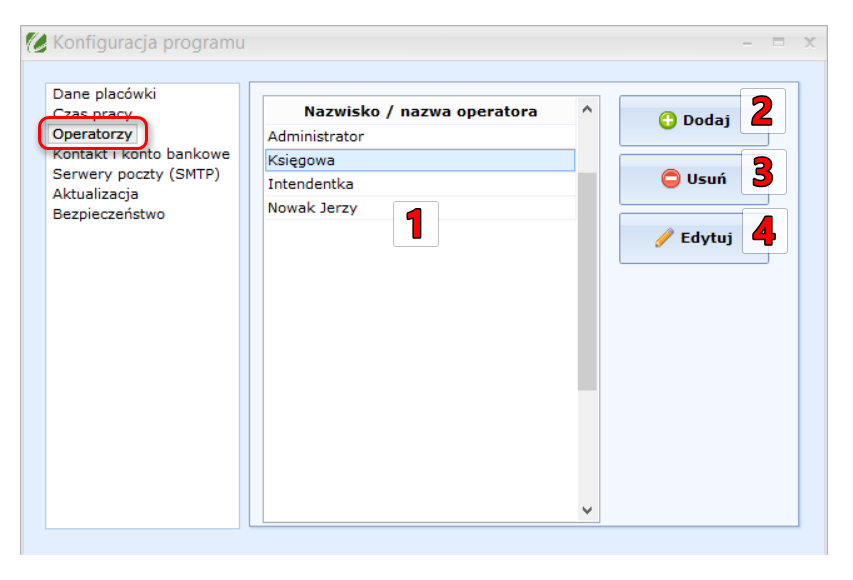 Konfiguracja programu
Dane placówki
Czas pracy
Operatorzy
Kontakt i konto bankowe
Serwery poczty (SMTP)
Aktualizacja
Bezpieczeństwo
Nazwisko / nazwa operatora
Administrator
Księgowa
Intendentka
Nowak Jerzy
1
Dodaj 2
Usuń 3
Edytuj 4